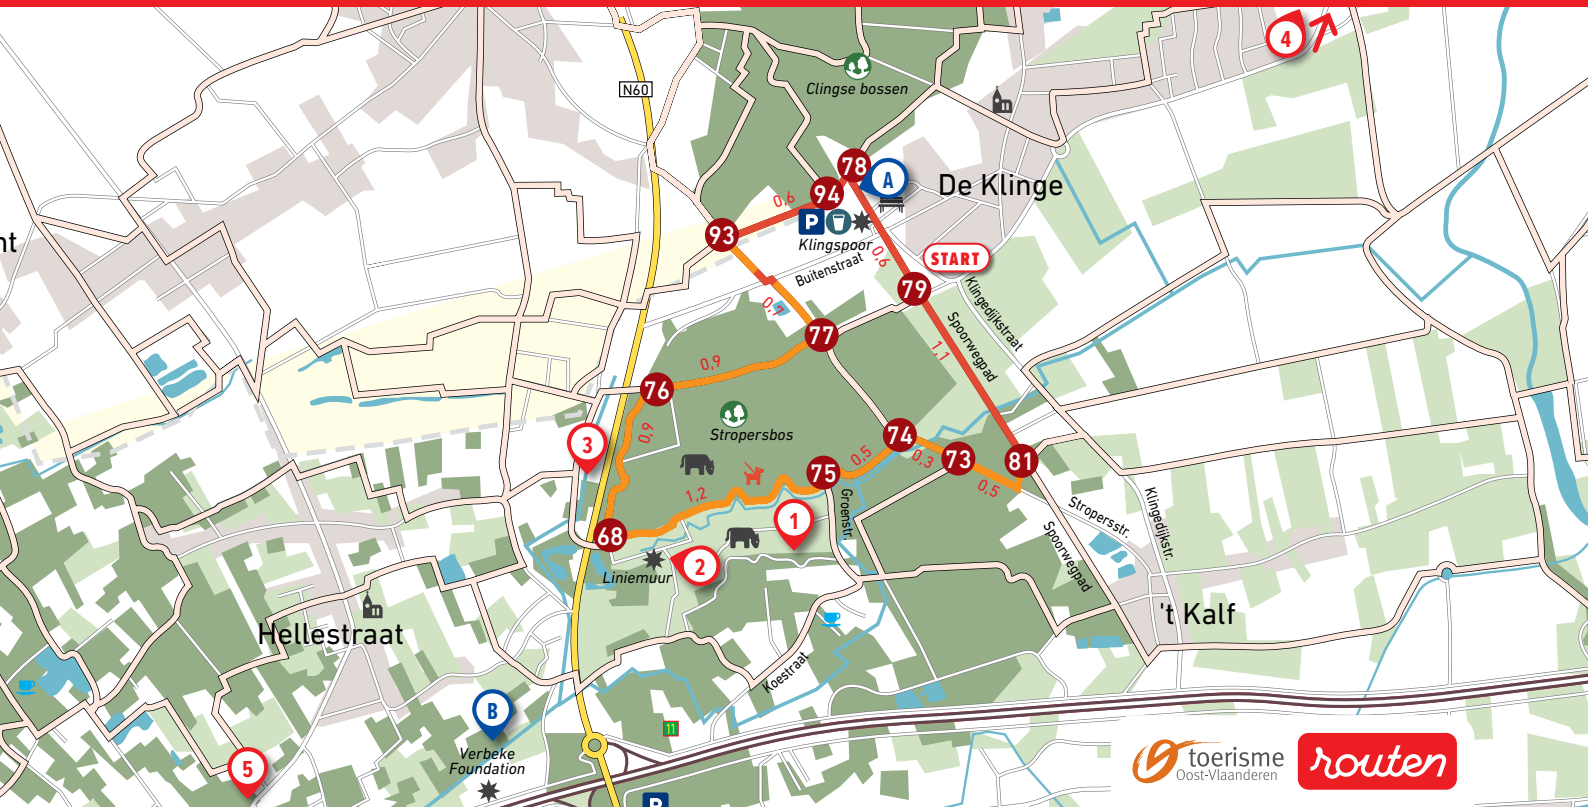 4
N60
Clingse bossen
78
A
De Klinge
94
0,6
P
93
Klingspoor
nt
Buitenstraat
0,6
START
79
Klingedijkstraat
0,7
77
Spoorwegpad
1,1
0,9
76
Stropersbos
0,9
3
74
0,5
0,3
73
81
75
0,5
1,2
Groenstr.
Stropersstr.
Klingedijkstr.
1
68
Spoorwegpad
2
Liniemuur
't Kalf
Hellestraat
Koestraat
B
11
Verbeke
Foundation
5
P
toerisme
Oost-Vlaanderen
routen